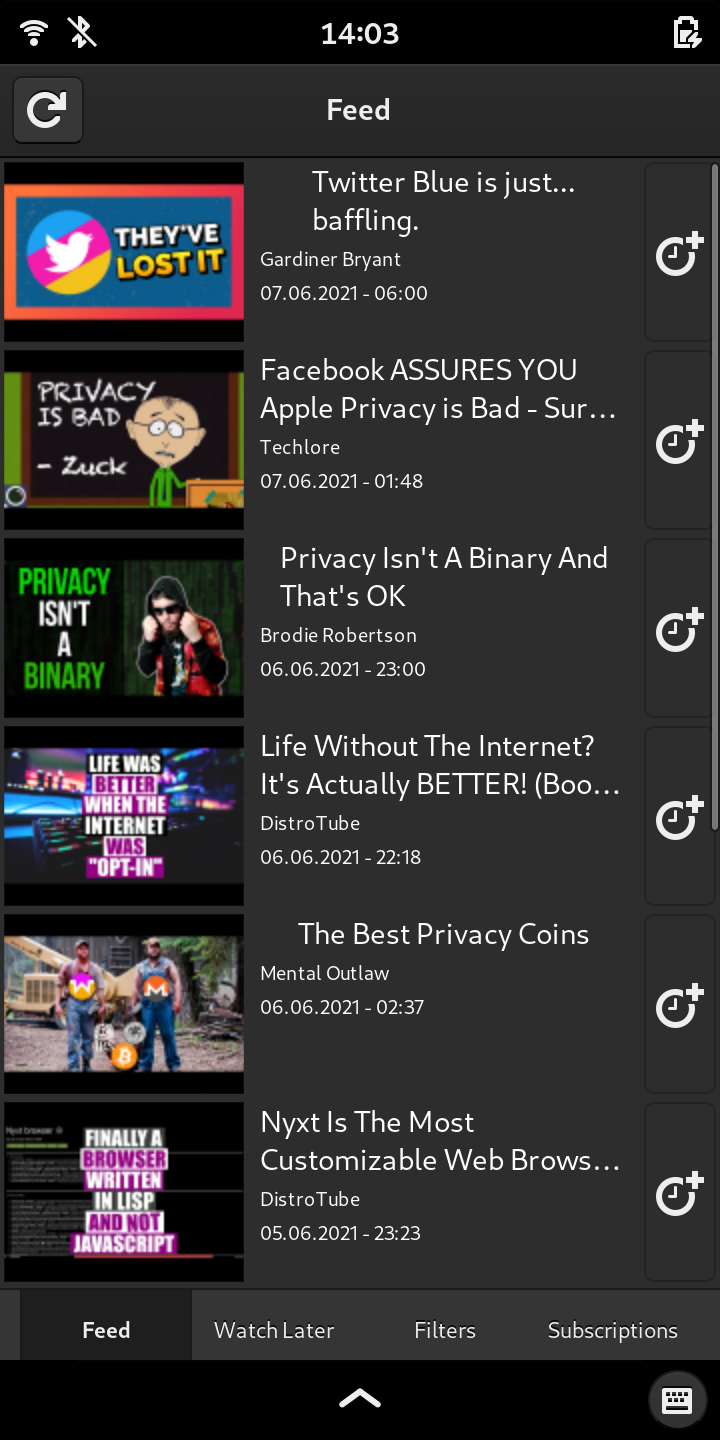 14:03
Feed
THEY'VE
LOST IT
Twitter Blue is just...
baffling.
Gardiner Bryant
07.06.2021 - 06:00
PRIVACY
IS BAD
- Zuck
Facebook ASSURES YOU
Apple Privacy is Bad - Sur...
Techlore
07.06.2021 - 01:48
PRIVACY
ISN'T
A
BINARY
Privacy Isn't A Binary And
That's OK
Brodie Robertson
06.06.2021 - 23:00
LIFE WAS
BETTER
WHEN THE
INTERNET
WAS
"OPT-IN"
Life Without The Internet?
It's Actually BETTER! (Boo...
DistroTube
06.06.2021 - 22:18
The Best Privacy Coins
Mental Outlaw
06.06.2021 - 02:37
Nyxt browser
FINALLY A
BROWSER
WRITTEN
IN LISP
AND NOT
JAVASCRIPT
Nyxt Is The Most
Customizable Web Brows...
DistroTube
05.06.2021 - 23:23
Feed
Watch Later
Filters
Subscriptions